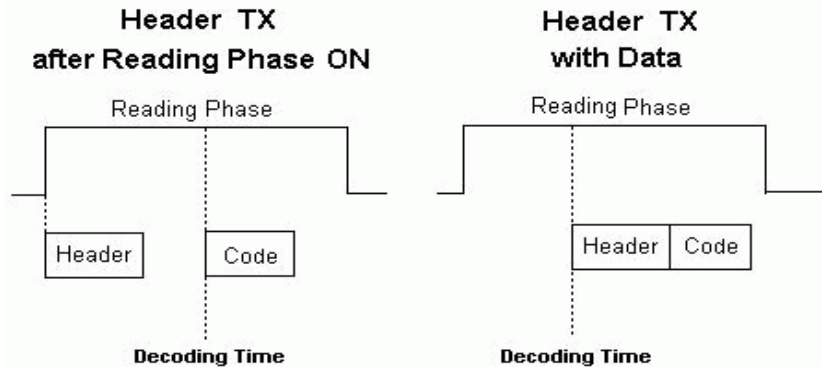 Header TX
after Reading Phase ON
Reading Phase
Header
Code
Decoding Time
Header TX
with Data
Reading Phase
Header
Code
Decoding Time